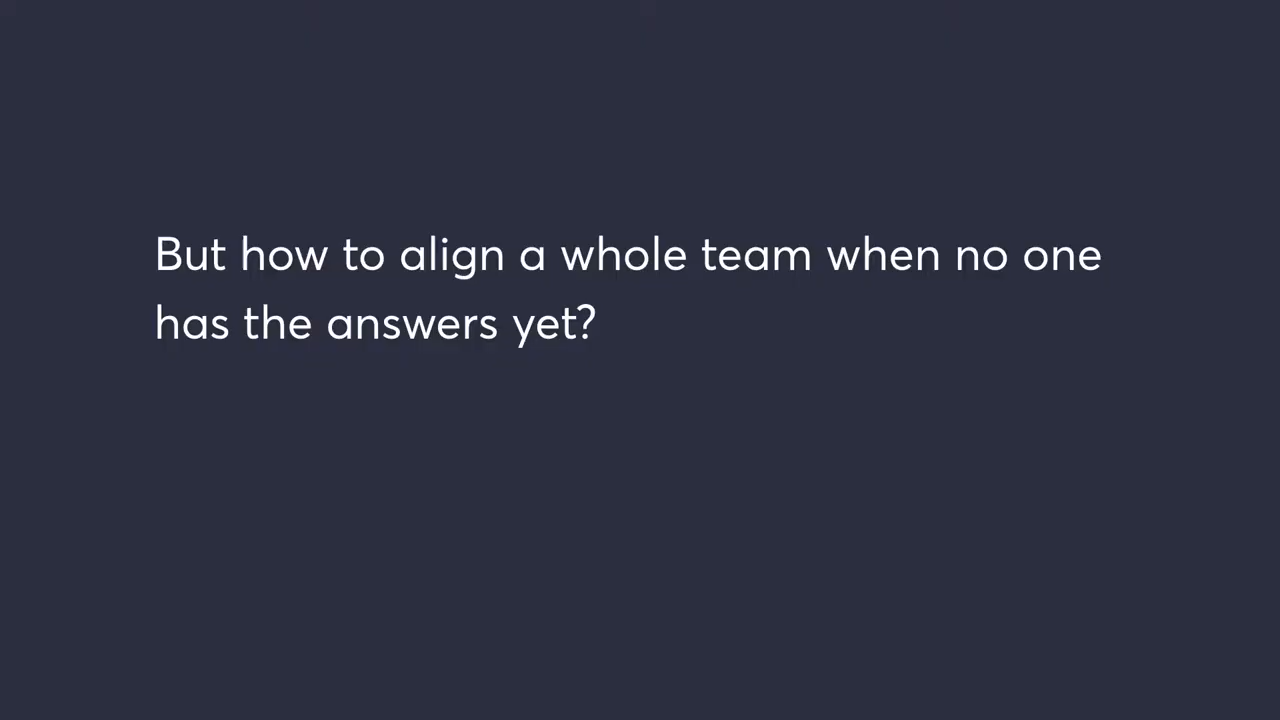 But how to align a whole team when no one
has the answers yet?